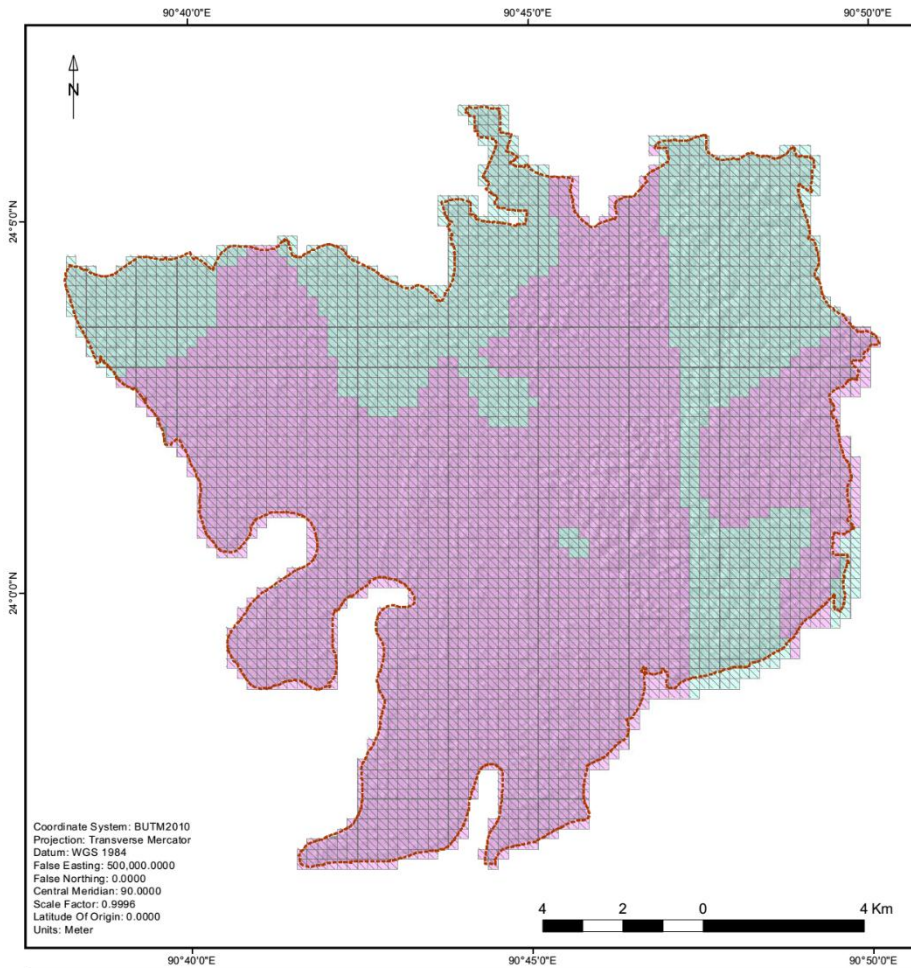 90°40'0"E 90°45'0"E 90°50'0"E
N
24°5'0"N
24°0'0"N
Coordinate System: BUTM2010
Projection: Transverse Mercator
Datum: WGS 1984
False Easting: 500,000.0000
False Northing: 0.0000
Central Meridian: 90.0000
Scale Factor: 0.9996
Latitude Of Origin: 0.0000
Units: Meter
4 2 0 4 Km
90°40'0"E 90°45'0"E 90°50'0"E